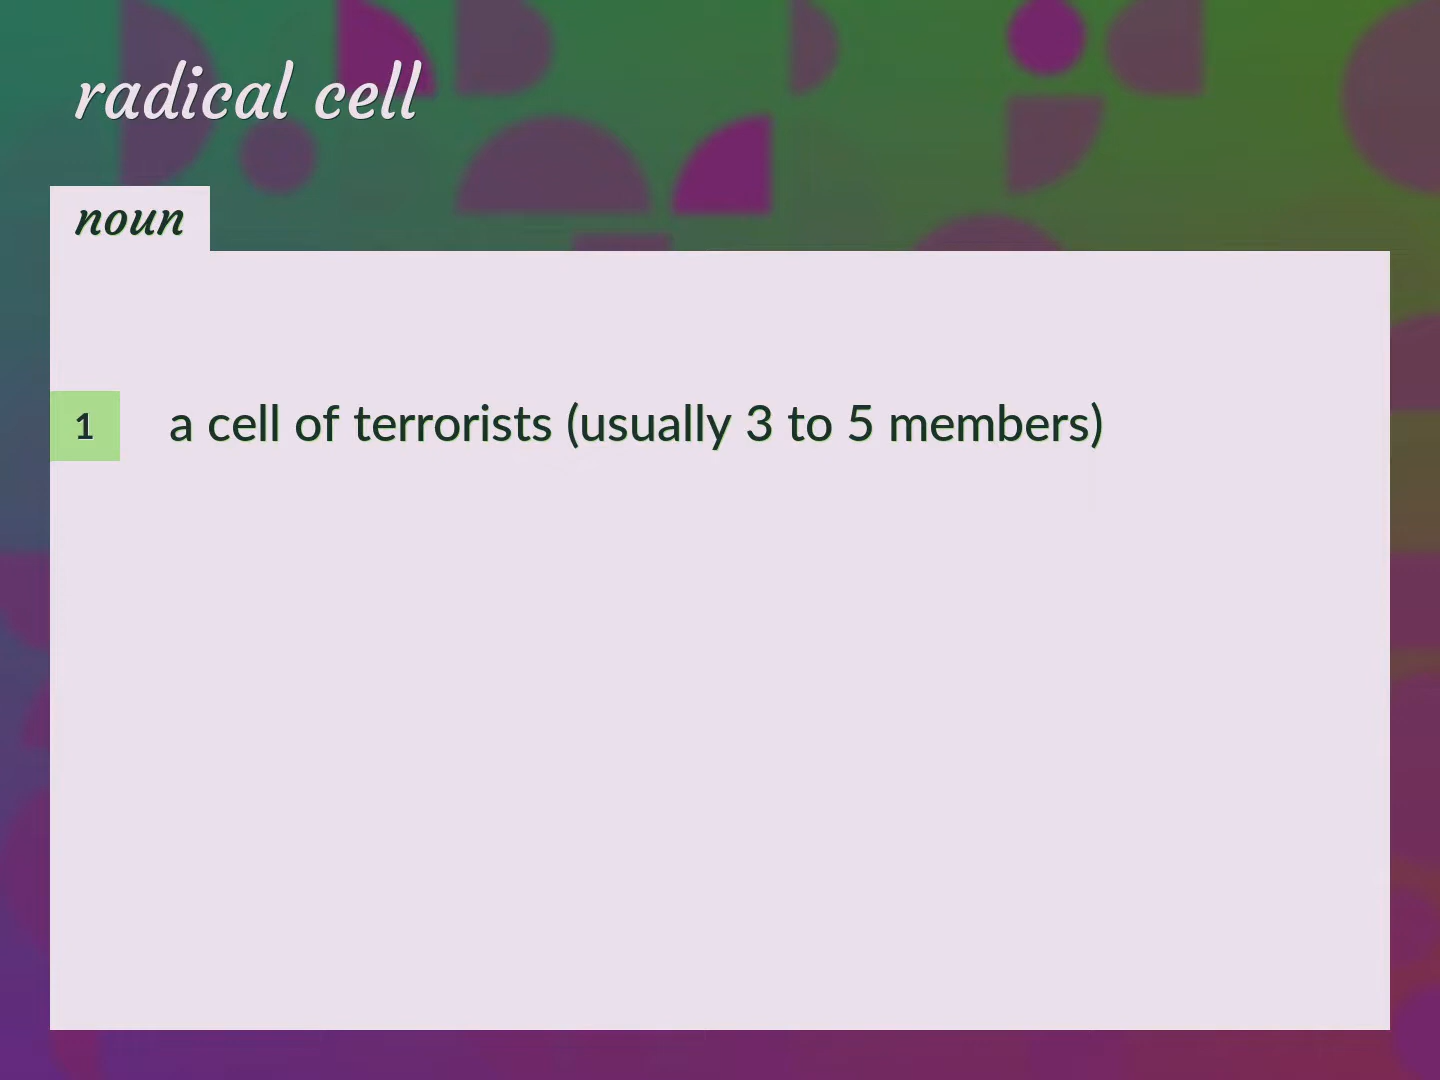 radical cell
noun
1 a cell of terrorists (usually 3 to 5 members)